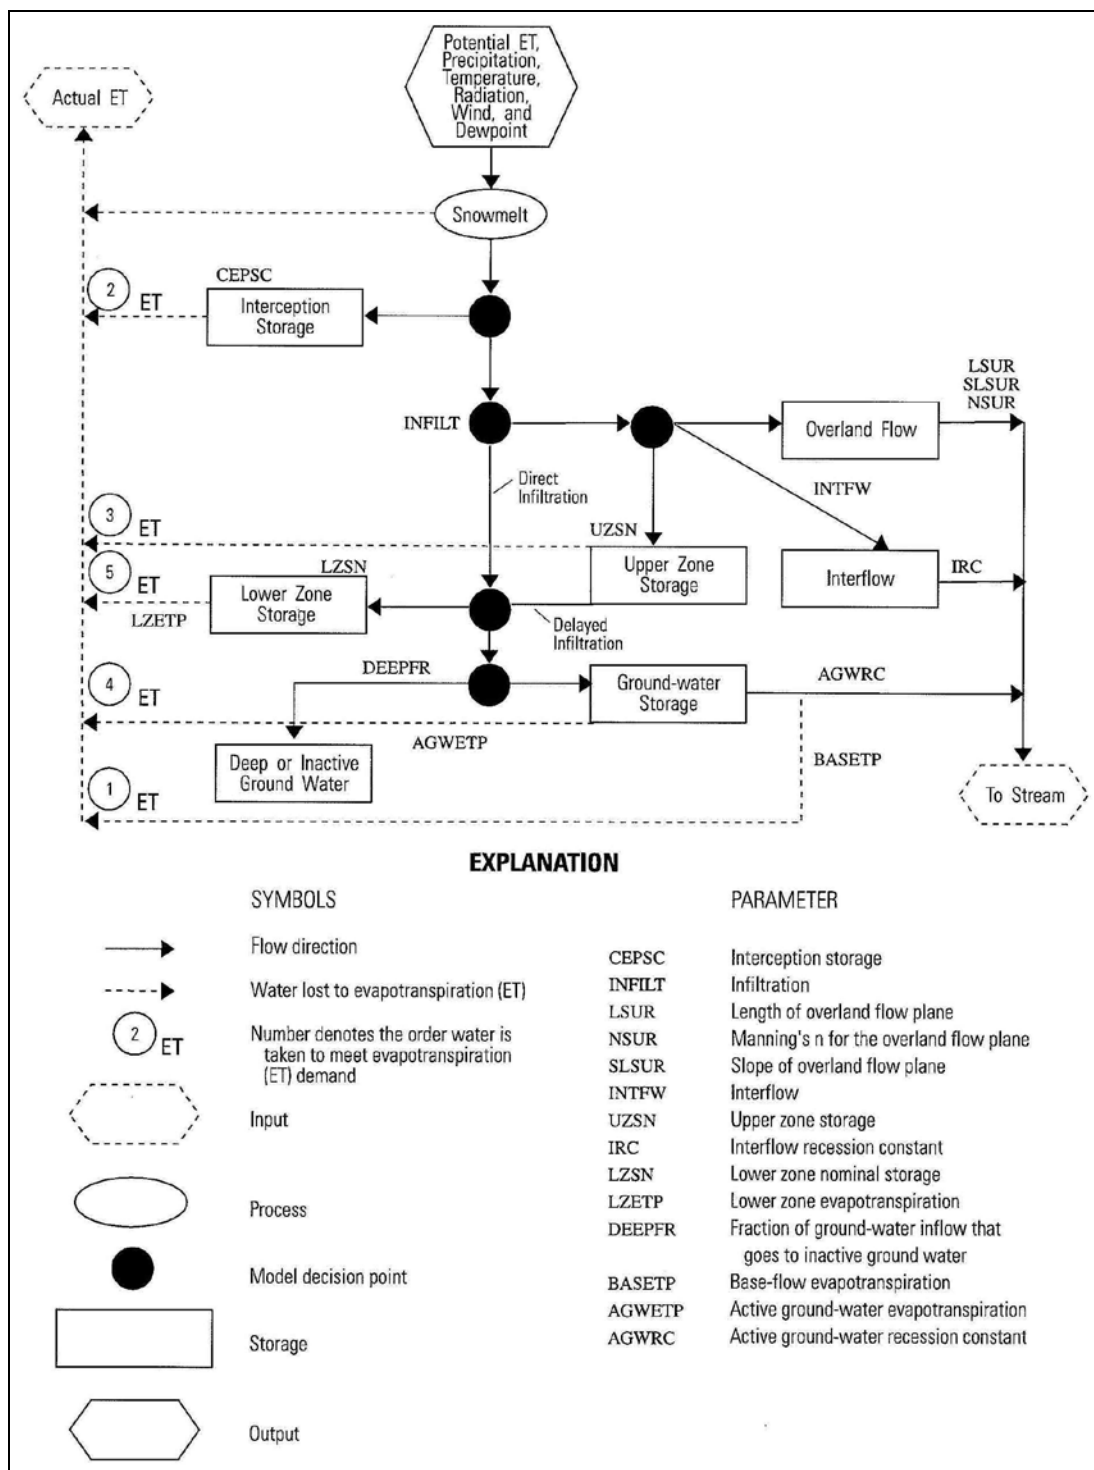 Potential ET,
Precipitation,
Temperature,
Radiation,
Wind, and
Dewpoint
Actual ET
Snowmelt
CEPSC
2 ET
Interception
Storage
LSUR
SLSUR
NSUR
INFILT
Overland Flow
Direct
Infiltration
INTFW
3 ET
UZSN
Upper Zone
Storage
5 ET
LZSN
Lower Zone
Storage
LZETP
Interflow
IRC
Delayed
Infiltration
DEEPFR
4 ET
Ground-water
Storage
AGWRC
AGWETP
BASETP
Deep or Inactive
Ground Water
1 ET
To Stream
EXPLANATION
SYMBOLS
Flow direction
Water lost to evapotranspiration (ET)
2 ET
Number denotes the order water is
taken to meet evapotranspiration
(ET) demand
Input
Process
Model decision point
Storage
Output
PARAMETER
CEPSC Interception storage
INFILT Infiltration
LSUR Length of overland flow plane
NSUR Manning's n for the overland flow plane
SLSUR Slope of overland flow plane
INTFW Interflow
UZSN Upper zone storage
IRC Interflow recession constant
LZSN Lower zone nominal storage
LZETP Lower zone evapotranspiration
DEEPFR Fraction of ground-water inflow that
goes to inactive ground water
BASETP Base-flow evapotranspiration
AGWETP Active ground-water evapotranspiration
AGWRC Active ground-water recession constant